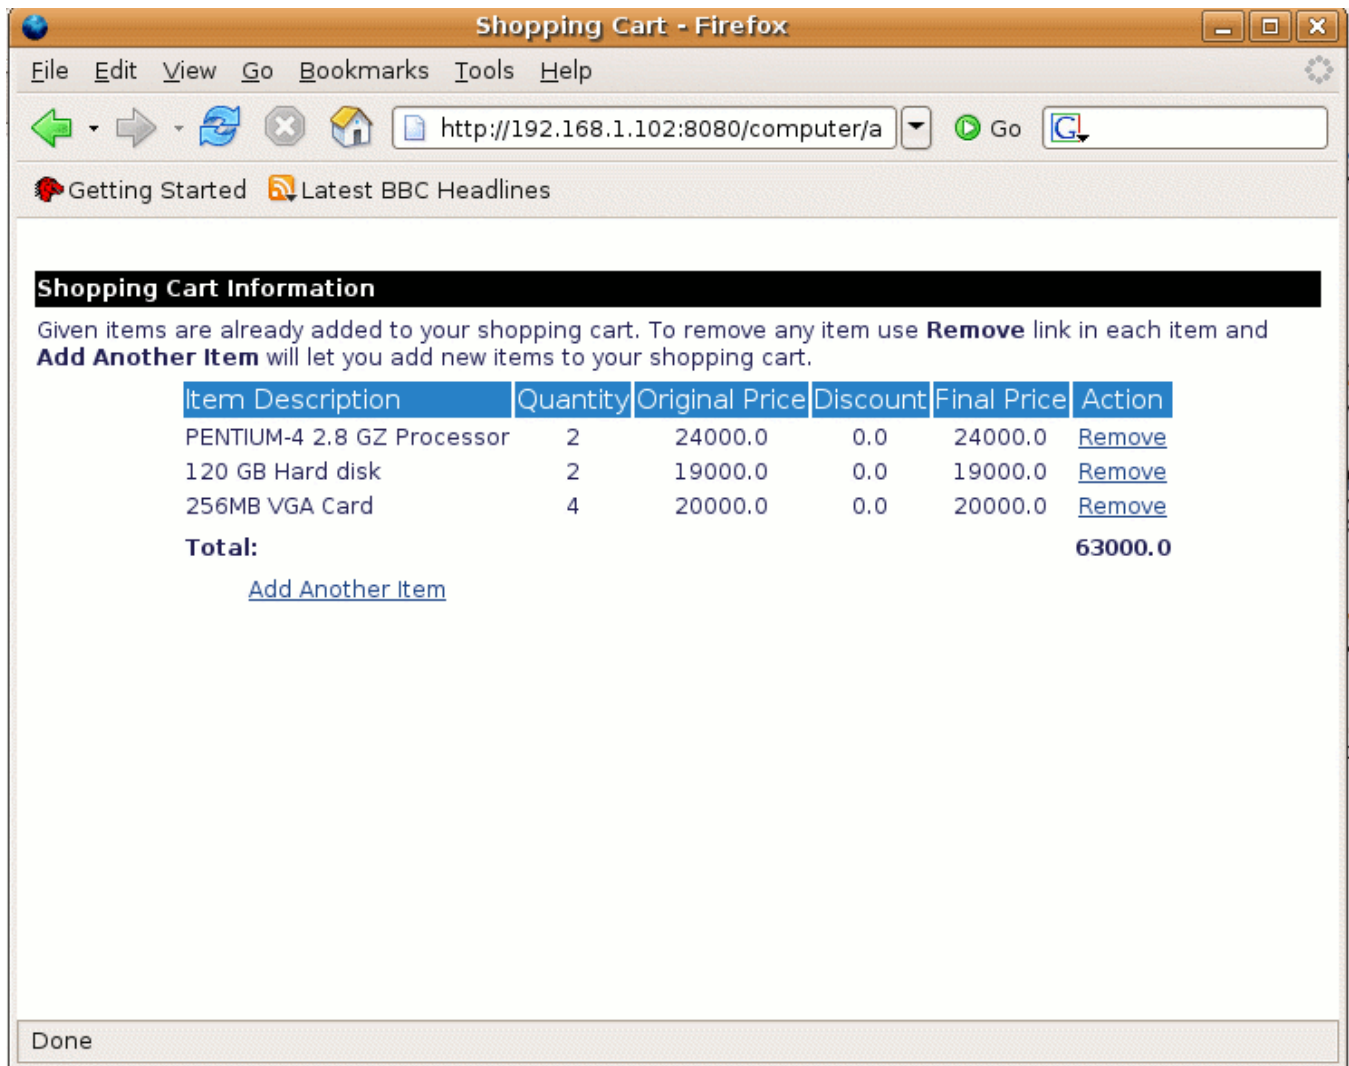 Shopping Cart - Firefox
File Edit View Go Bookmarks Tools Help
http://192.168.1.102:8080/computer/a Go G
Getting Started Latest BBC Headlines
Shopping Cart Information
Given items are already added to your shopping cart. To remove any item use Remove link in each item and
Add Another Item will let you add new items to your shopping cart.
Item Description Quantity Original Price Discount Final Price Action
PENTIUM-4 2.8 GZ Processor 2 24000.0 0.0 24000.0 Remove
120 GB Hard disk 2 19000.0 0.0 19000.0 Remove
256MB VGA Card 4 20000.0 0.0 20000.0 Remove
Total: 63000.0
Add Another Item
Done